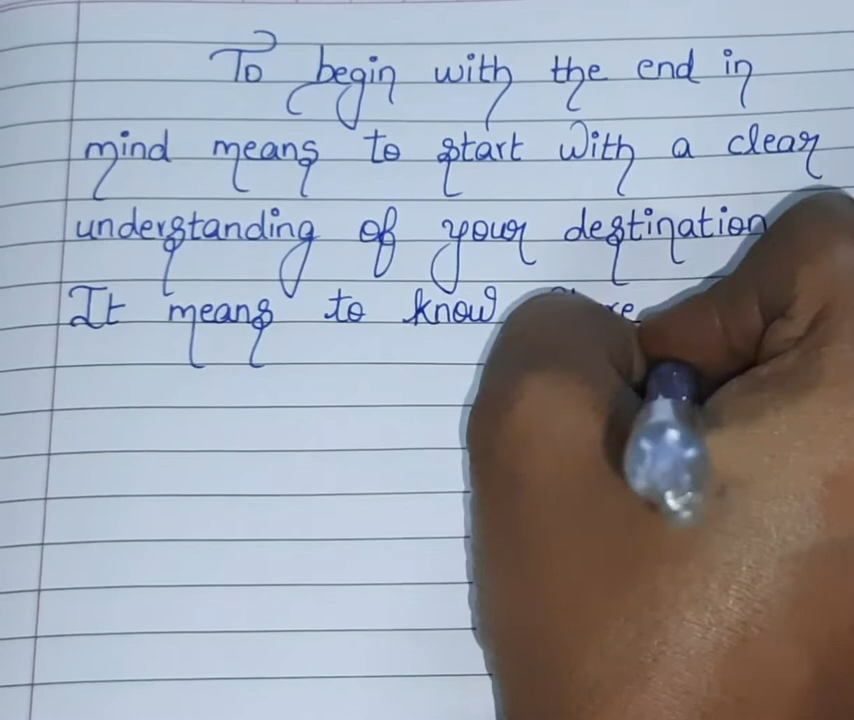 To begin with the end in
mind means to start with a clear
understanding of your destination
It means to know